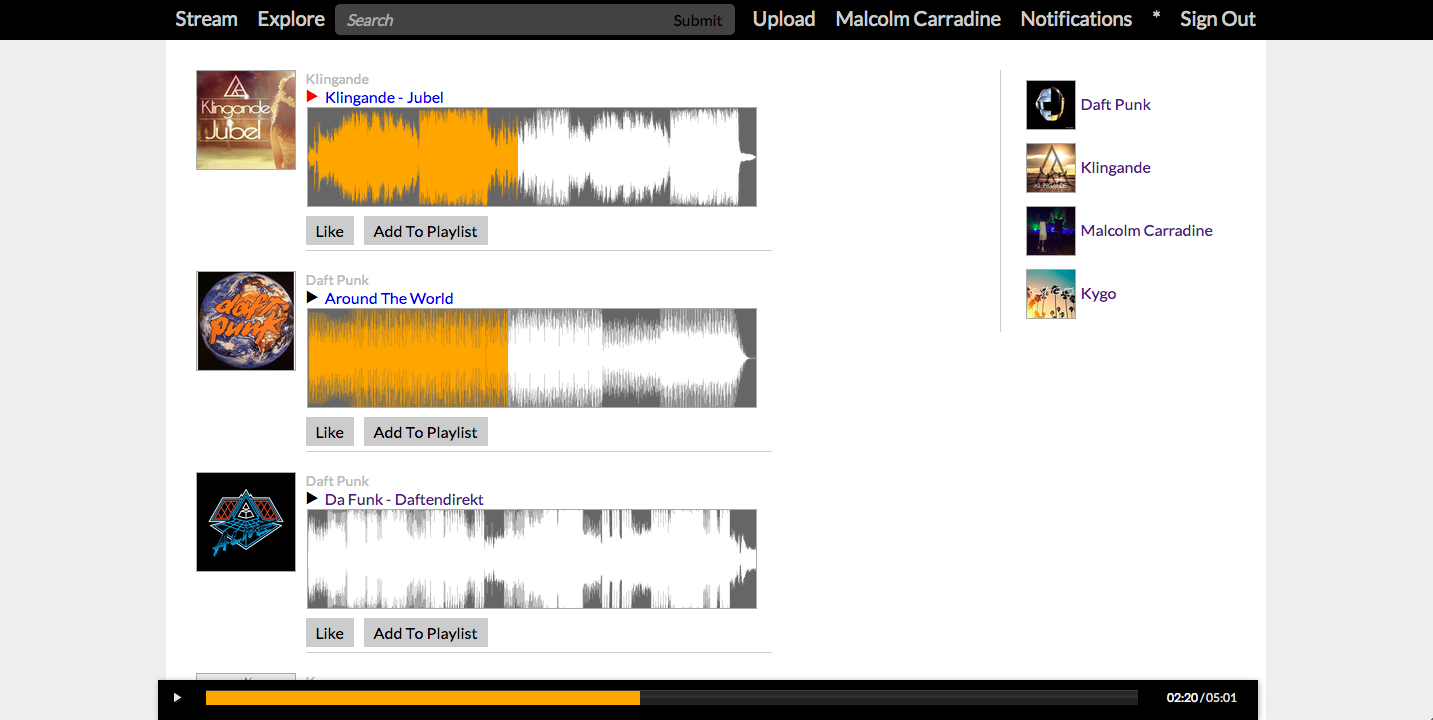 Stream Explore Search Submit Upload Malcolm Carradine Notifications * Sign Out
Klingande
Klingande - Jubel
Klingande
Jubel
Like Add To Playlist
Daft Punk
Around The World
daft
punk
Like Add To Playlist
Daft Punk
Da Funk - Daftendirekt
Like Add To Playlist
Daft Punk
Klingande
KLINGANDE
Malcolm Carradine
Kygo
02:20/05:01